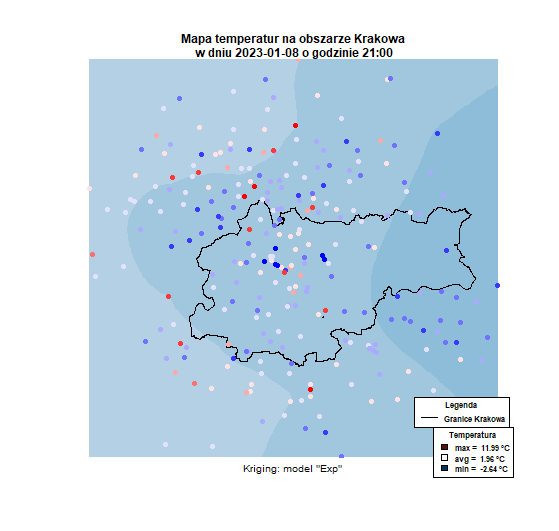 Mapa temperatur na obszarze Krakowa
w dniu 2023-01-08 o godzinie 21:00
Legenda
Granice Krakowa
Temperatura
max = 11.99 °C
avg = 1.96 °C
min = -2.64 °C
Kriging: model "Exp"